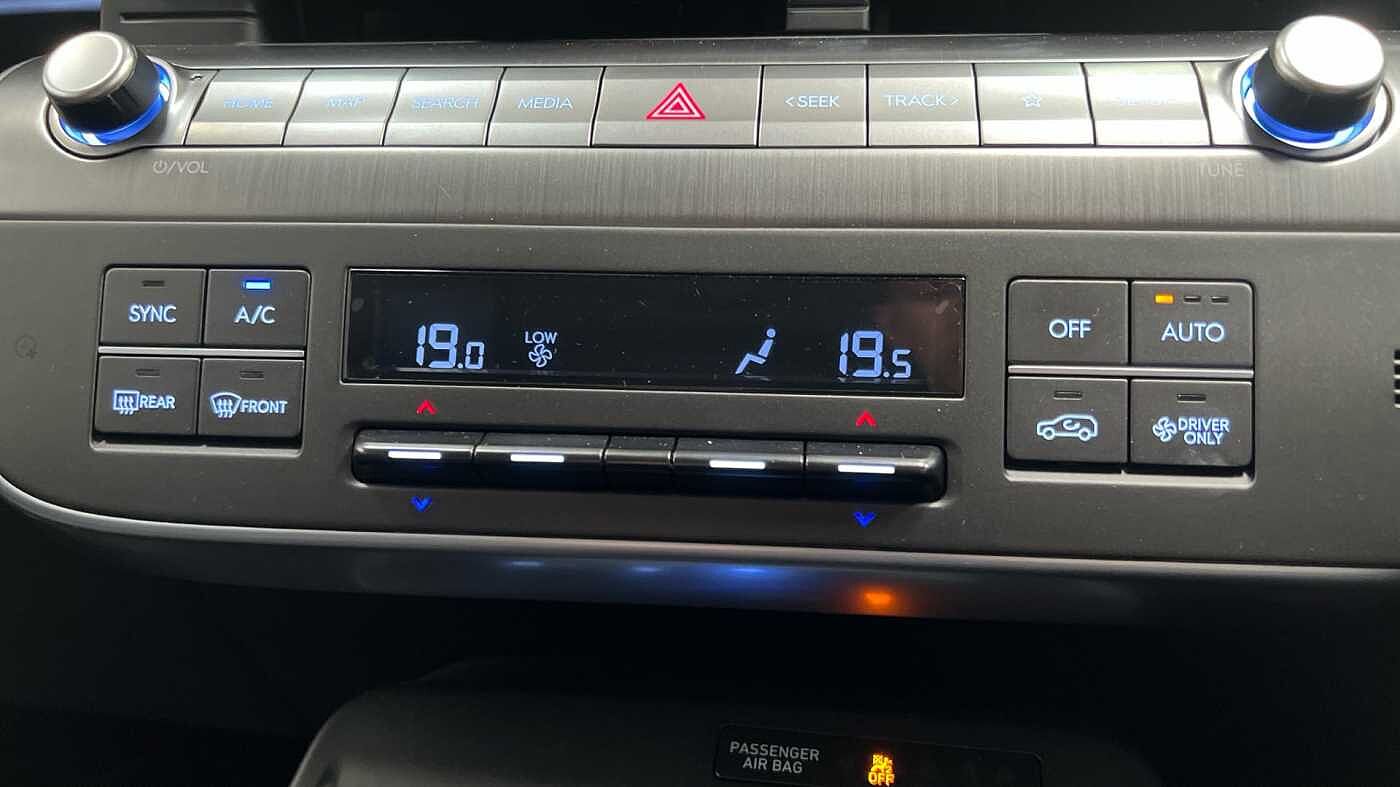 HOME
MAP
SEARCH
MEDIA
<SEEK
TRACK>
SETUP
/VOL
TUNE
SYNC
A/C
REAR
FRONT
19.0
LOW
19.5
OFF
AUTO
DRIVER
ONLY
PASSENGER
AIR BAG
OFF